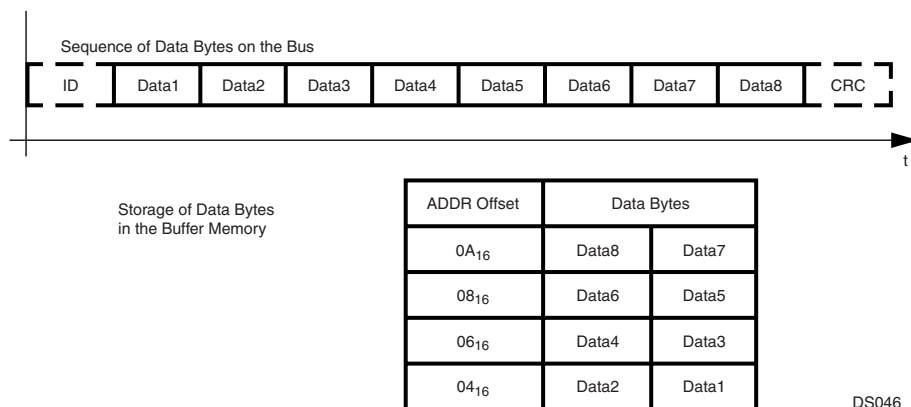 Sequence of Data Bytes on the Bus
ID Data1 Data2 Data3 Data4 Data5 Data6 Data7 Data8 CRC
t
Storage of Data Bytes
in the Buffer Memory
ADDR Offset Data Bytes
0A16 Data8 Data7
0816 Data6 Data5
0616 Data4 Data3
0416 Data2 Data1
DS046